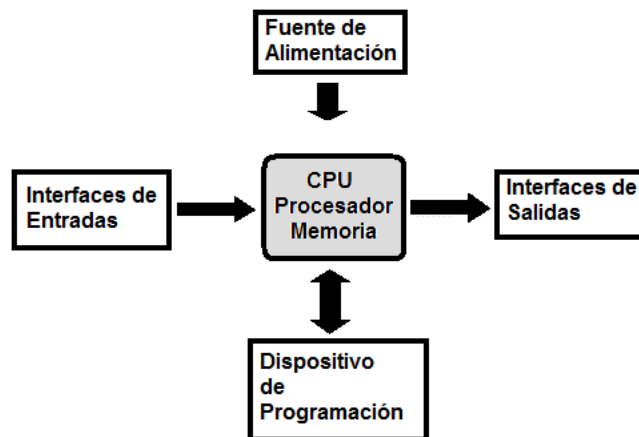 Fuente de
Alimentación
Interfaces de
Entradas
CPU
Procesador
Memoria
Interfaces de
Salidas
Dispositivo
de
Programación